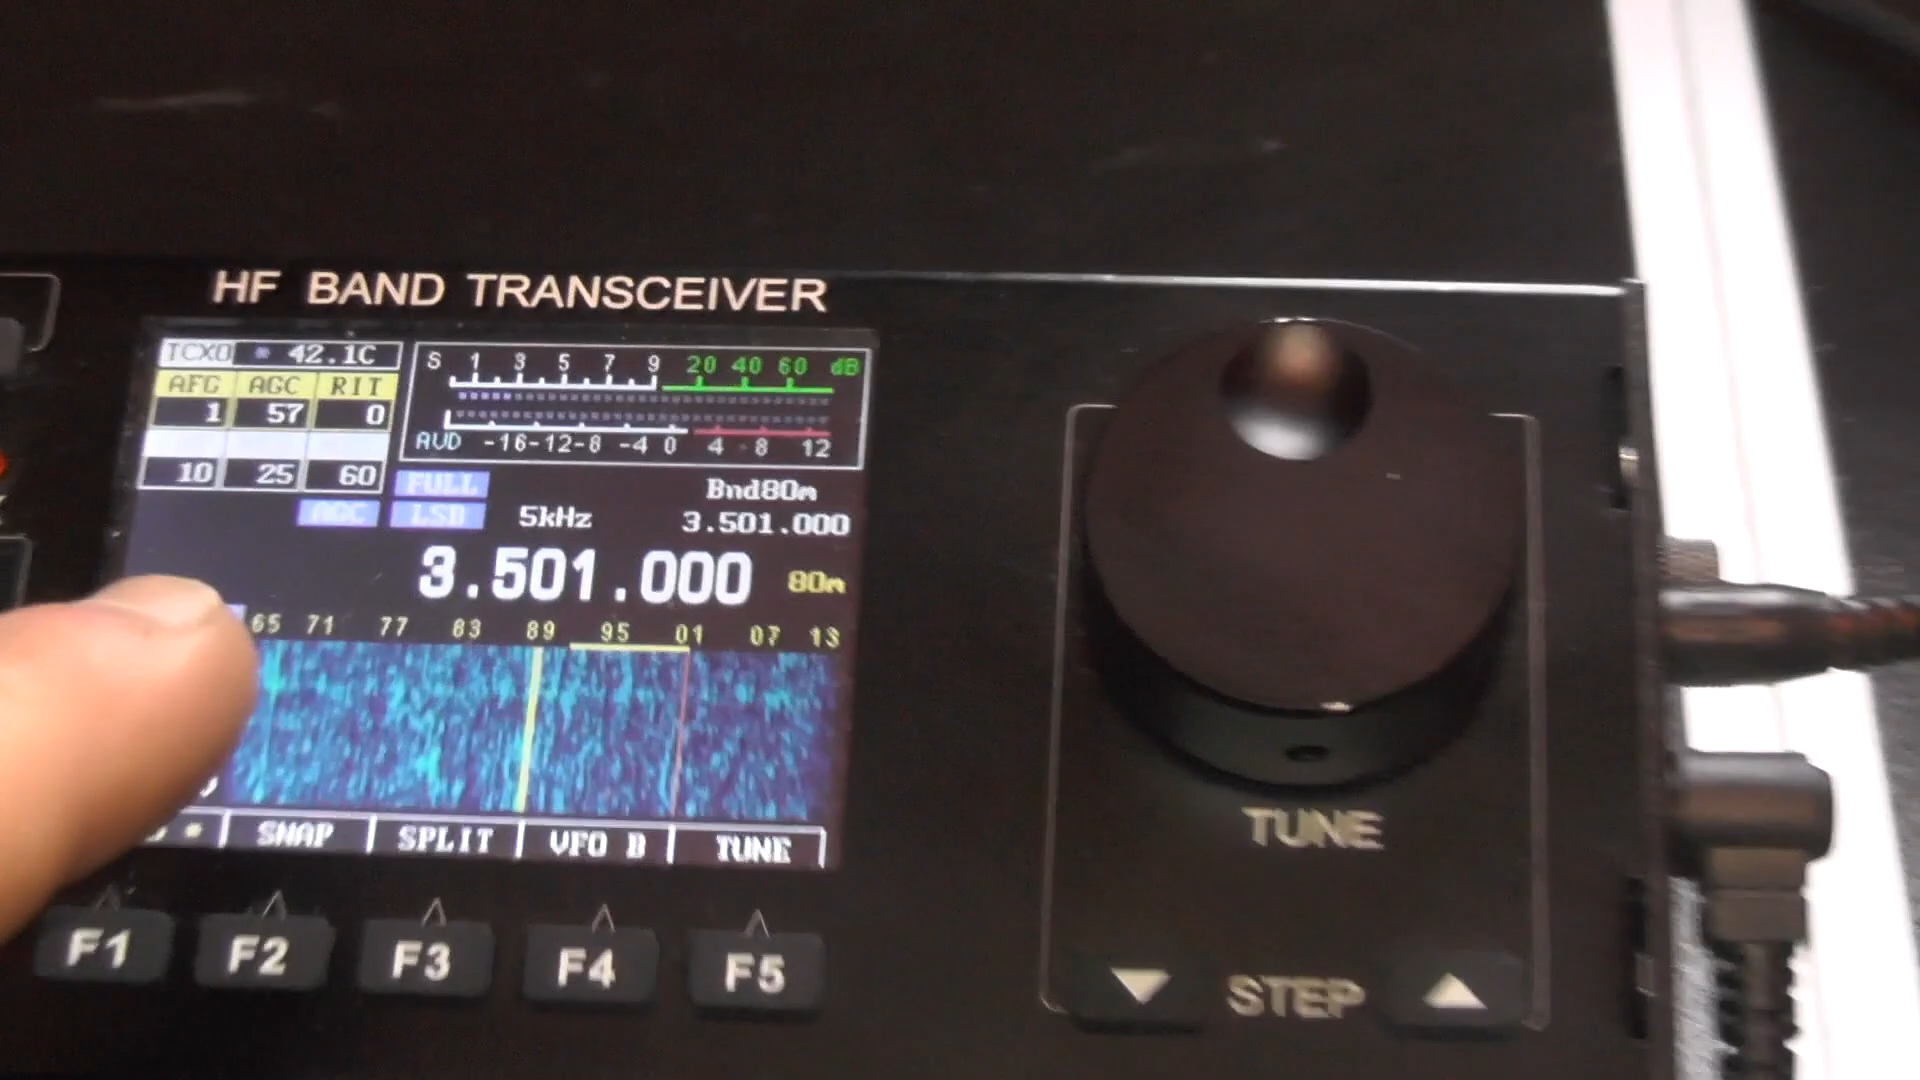 HF BAND TRANSCEIVER
TCXO 42.1C
S 1 3 5 7 9 20 40 60 dB
AFG AGC RIT
1 57 0
AUD -16-12-8 -4 0 4 8 12
10 25 60
FULL
Bnd80m
AGC LSB 5kHz 3.501.000
3.501.000 80m
65 71 77 83 89 95 01 07 13
SNAP SPLIT VFO B TUNE
F1 F2 F3 F4 F5
TUNE
STEP